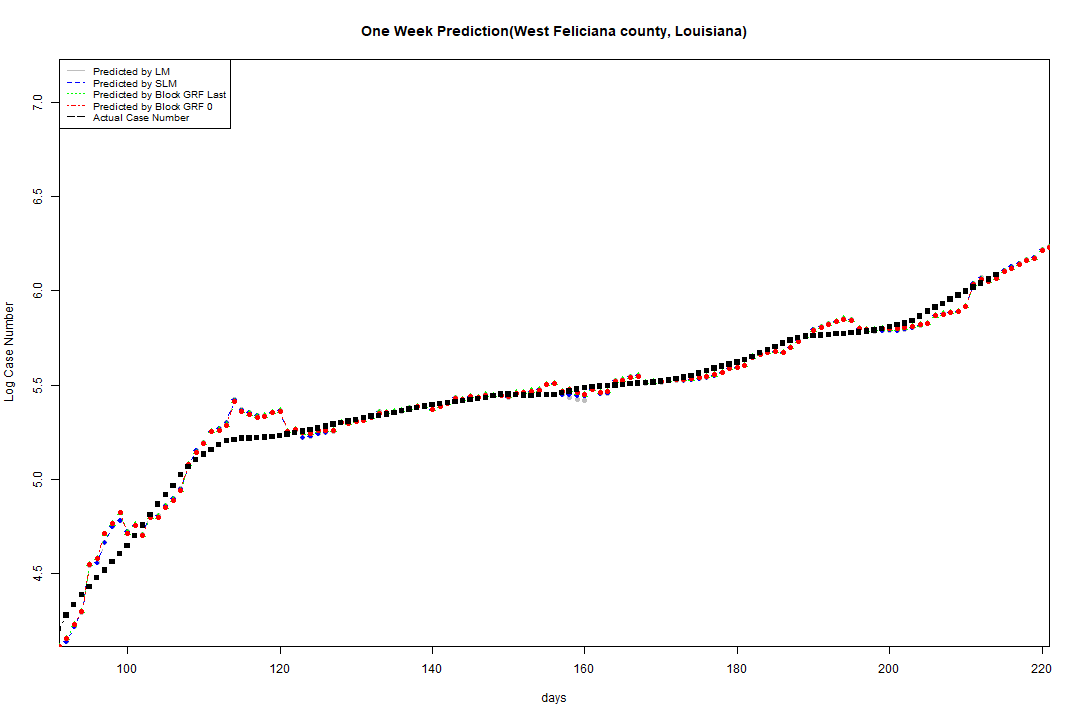 One Week Prediction(West Feliciana county, Louisiana)
Predicted by LM
Predicted by SLM
Predicted by Block GRF Last
Predicted by Block GRF 0
Actual Case Number
7.0
6.5
6.0
5.5
5.0
4.5
Log Case Number
100 120 140 160 180 200 220
days